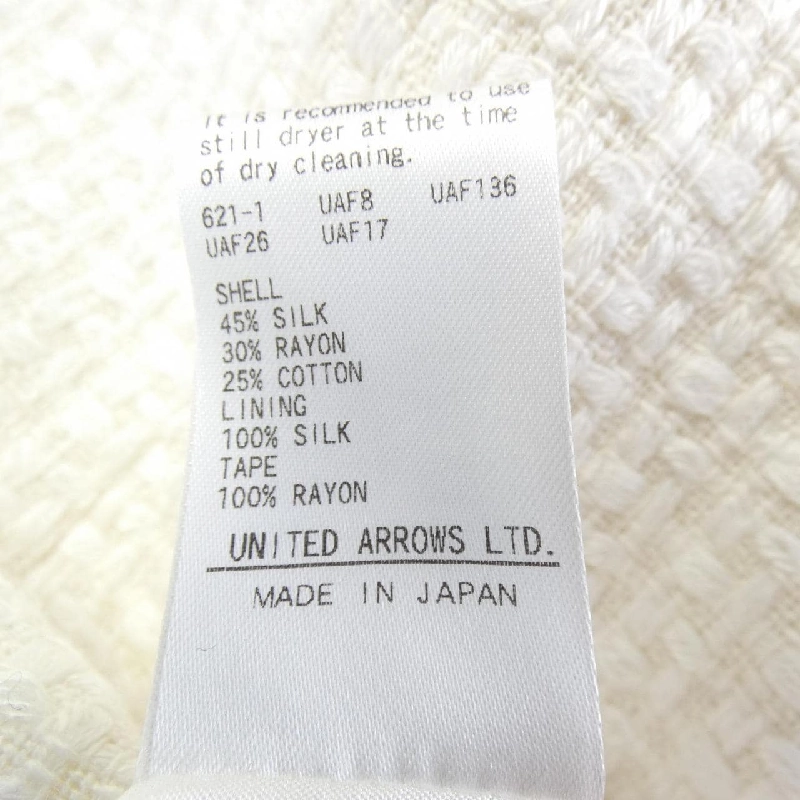 It is recommended to use
still dryer at the time
of dry cleaning.
621-1 UAF8 UAF136
UAF26 UAF17
SHELL
45% SILK
30% RAYON
25% COTTON
LINING
100% SILK
TAPE
100% RAYON
UNITED ARROWS LTD.
MADE IN JAPAN